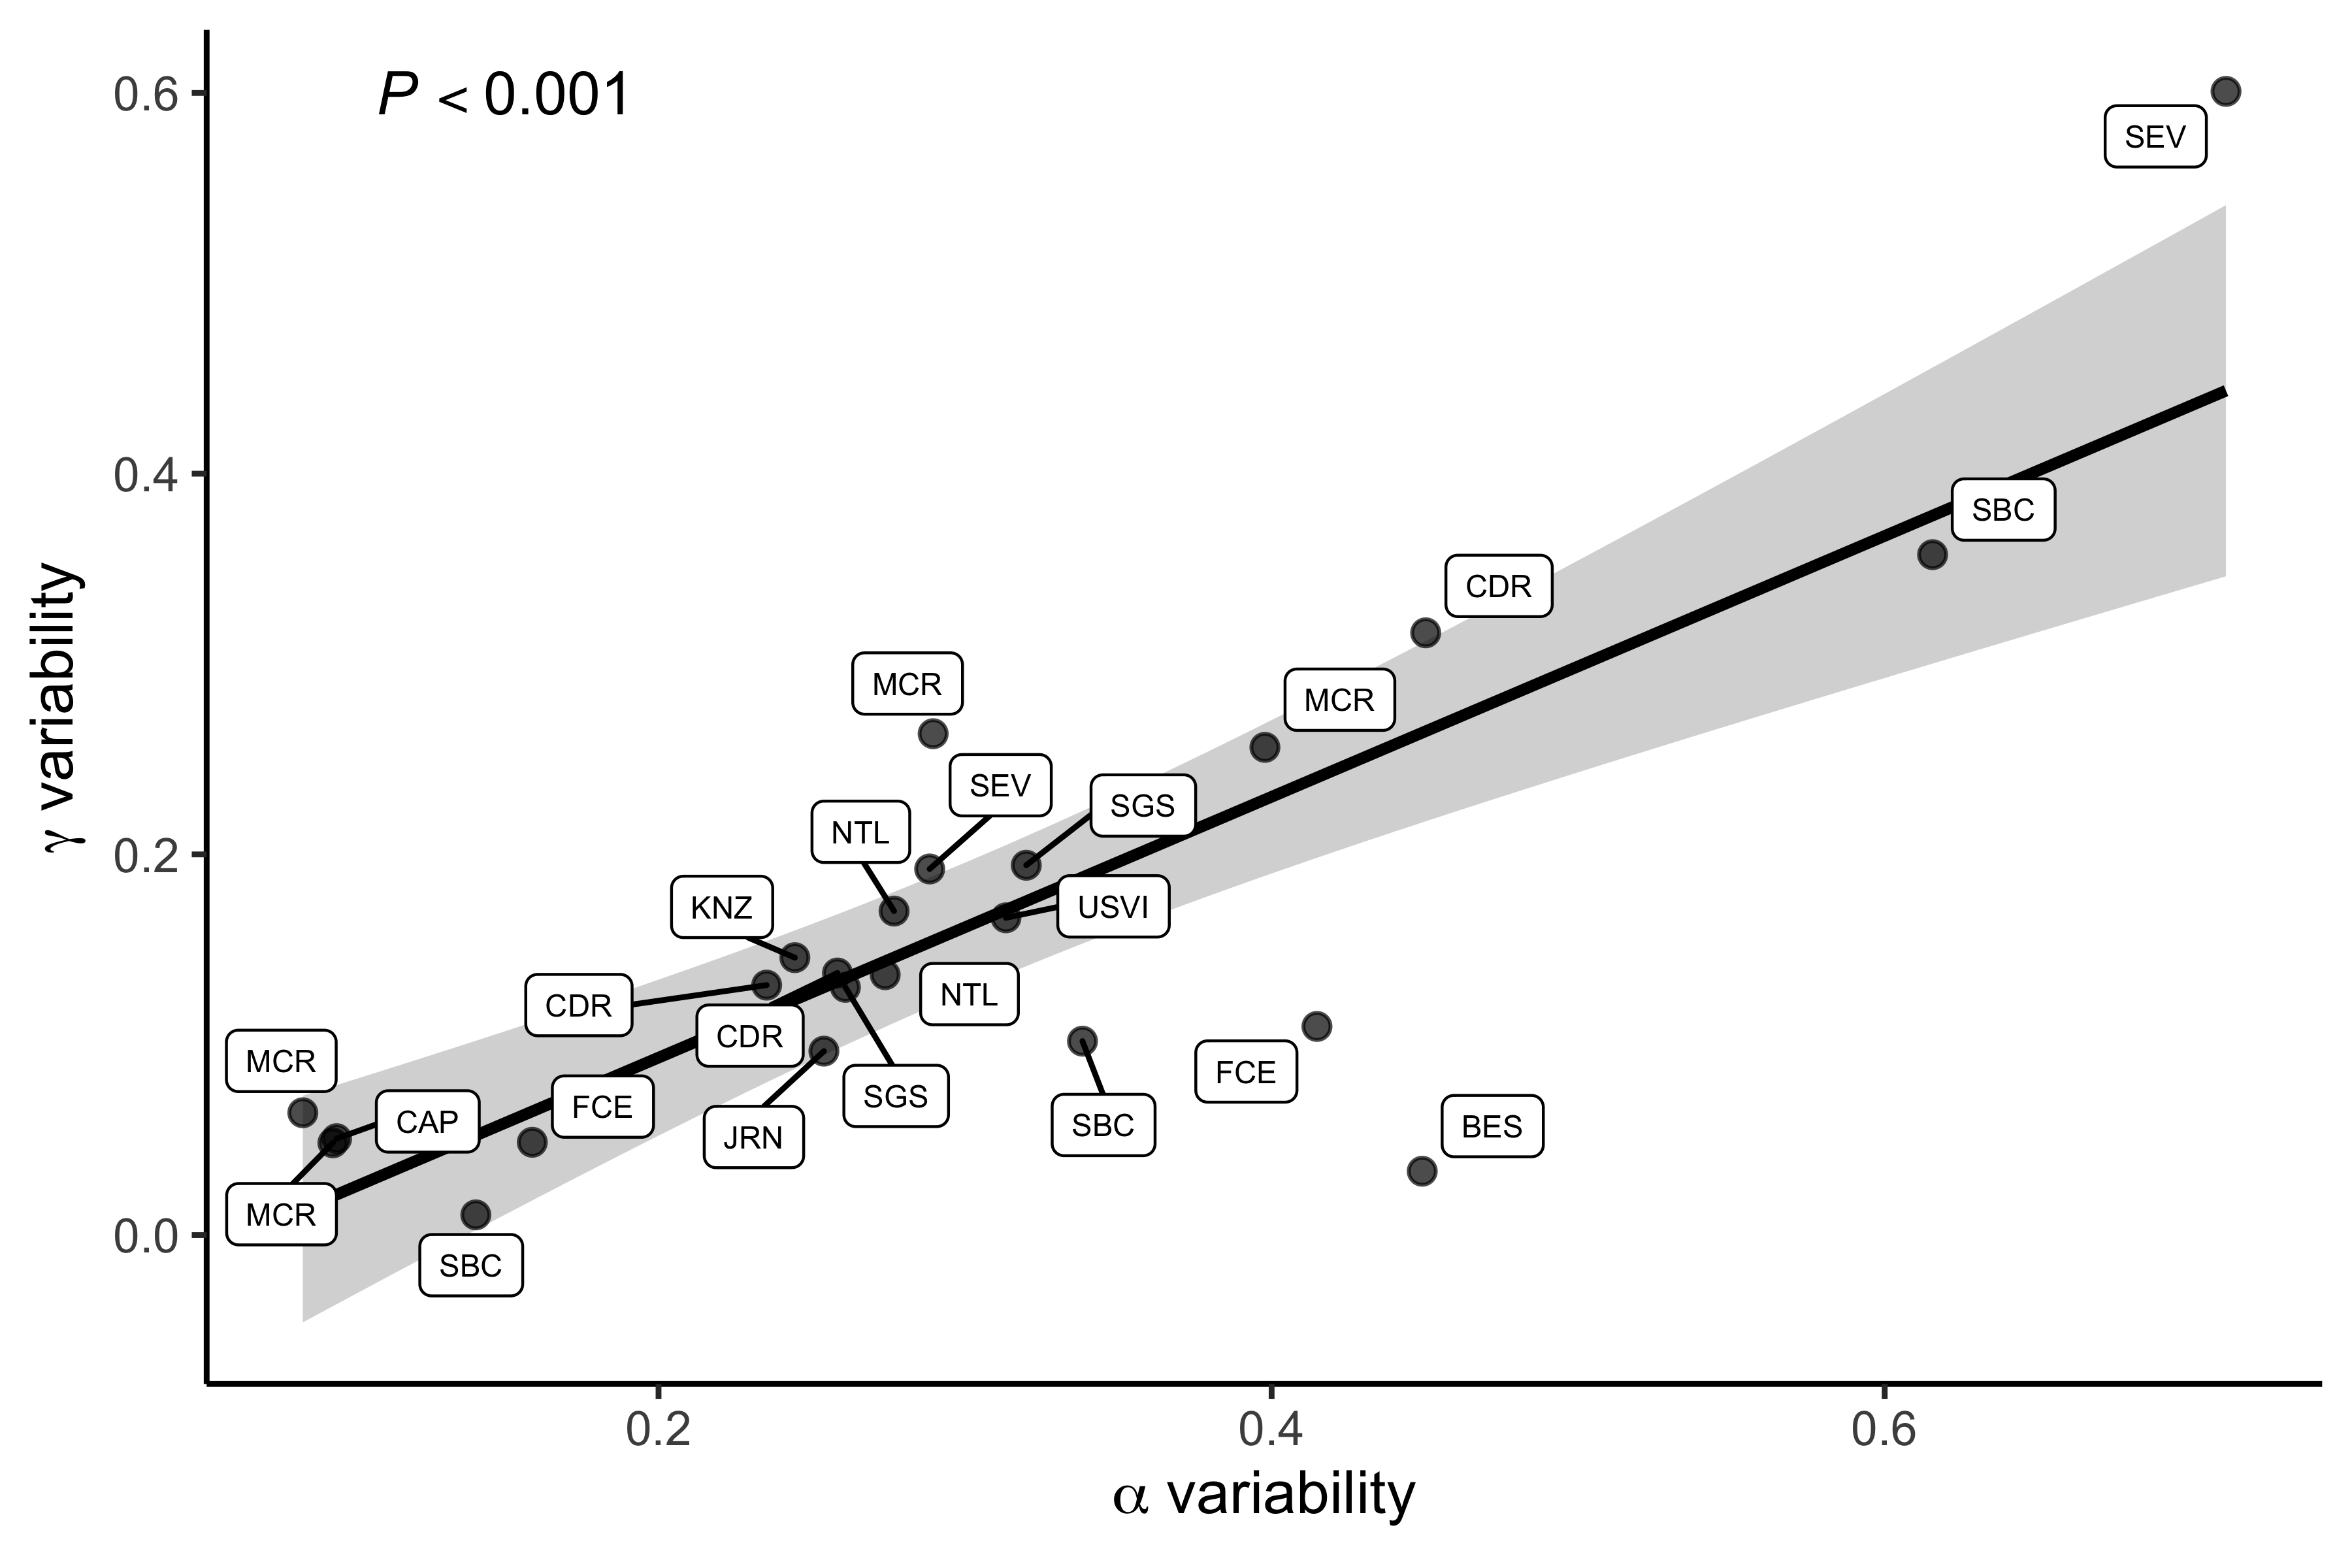 P < 0.001
0.6
0.4
0.2
0.0
γ variability
SEV
SBC
CDR
MCR
MCR
SEV
SGS
NTL
KNZ
USVI
NTL
CDR
CDR
MCR
FCE
BES
CAP
FCE
SGS
SBC
JRN
MCR
SBC
0.2
0.4
0.6
α variability